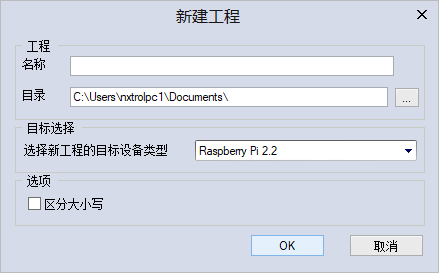 新建工程
工程
名称
目录 C:\Users\nxtrolpc1\Documents\ ...
目标选择
选择新工程的目标设备类型 Raspberry Pi 2.2
选项
区分大小写
OK 取消